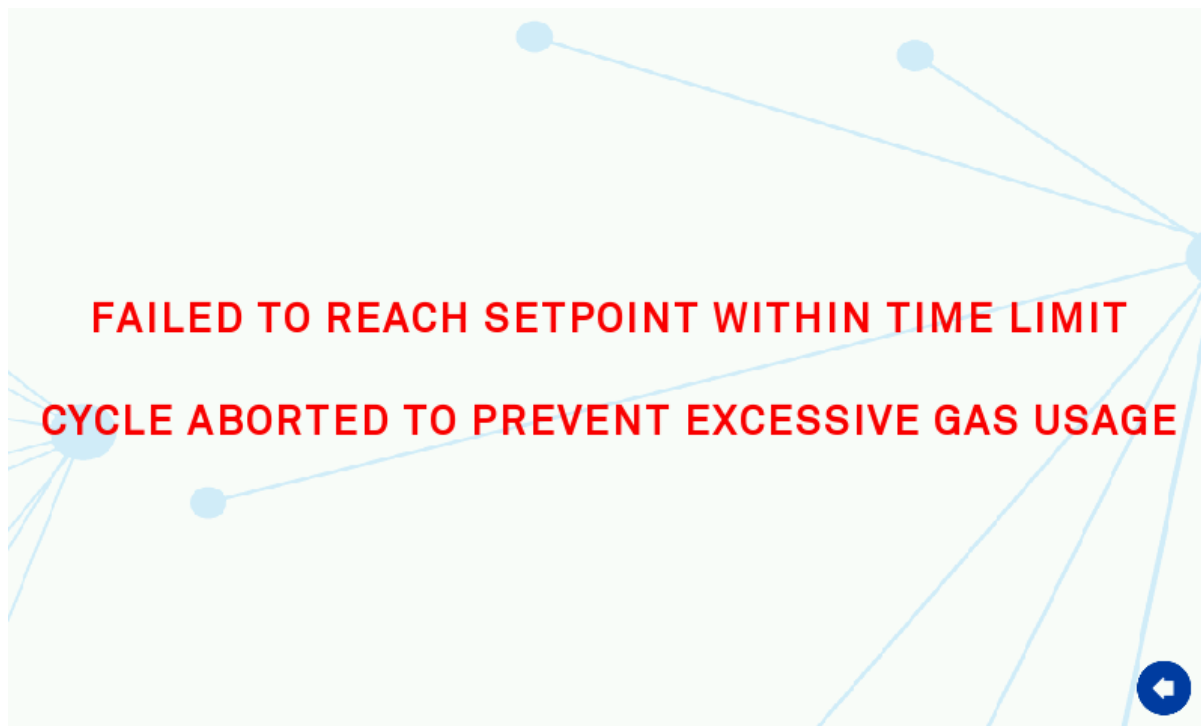 FAILED TO REACH SETPOINT WITHIN TIME LIMIT
CYCLE ABORTED TO PREVENT EXCESSIVE GAS USAGE